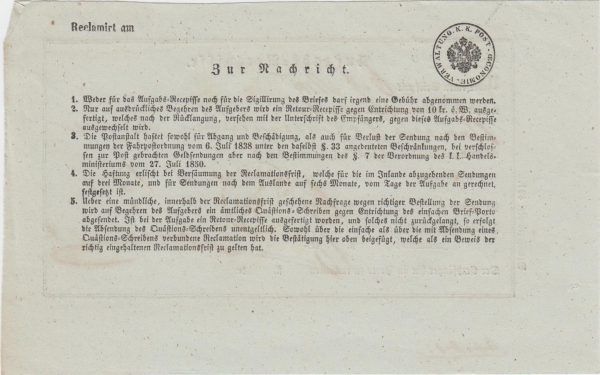 Reclamirt am
K. K. POST-OECONOMIE-VERWALTUNG.
Zur Nachricht.
1. Weder für das Aufgabs-Recepisse noch für die Sigillirung des Briefes darf irgend eine Gebühr abgenommen werden.
2. Nur auf ausdrückliches Begehren des Aufgebers wird ein Retour-Recepisse gegen Entrichtung von 10 kr. ö. W. ausge-
fertigt, welches nach der Rücklangung, versehen mit der Unterschrift des Empfängers, gegen dieses Aufgabs-Recepisse
ausgewechselt wird.
3. Die Postanstalt haftet sowohl für Abgang und Beschädigung, als auch für Verlust der Sendung nach den Bestim-
mungen der Fahrpostordnung vom 6. Juli 1838 unter den daselbst §. 33 angedeuteten Beschränkungen, bei verschlos-
sen zur Post gebrachten Geldsendungen aber nach den Bestimmungen des §. 7 der Verordnung des k. k. Handels-
ministeriums vom 27. Juli 1850.
4. Die Haftung erlischt bei Versäumung der Reclamationsfrist, welche für die im Inlande abzugebenden Sendungen
auf drei Monate, und für Sendungen nach dem Auslande auf sechs Monate, vom Tage der Aufgabe an gerechnet,
festgesetzt ist.
5. Ueber eine mündliche, innerhalb der Reclamationsfrist geschehene Nachfrage wegen richtiger Bestellung der Sendung
wird auf Begehren des Aufgebers ein ämtliches Quästions-Schreiben gegen Entrichtung des einfachen Brief-Porto
abgesendet. Ist bei der Aufgabe ein Retour-Recepisse ausgefertigt worden, und solches nicht zurückgelangt, so erfolgt
die Absendung des Quästions-Schreibens unentgeltlich. Sowohl über die einfache als über die mit Absendung eines
Quästions-Schreibens verbundene Reclamation wird die Bestätigung hier oben beigefügt, welche als ein Beweis der
richtig eingehaltenen Reclamationsfrist zu gelten hat.